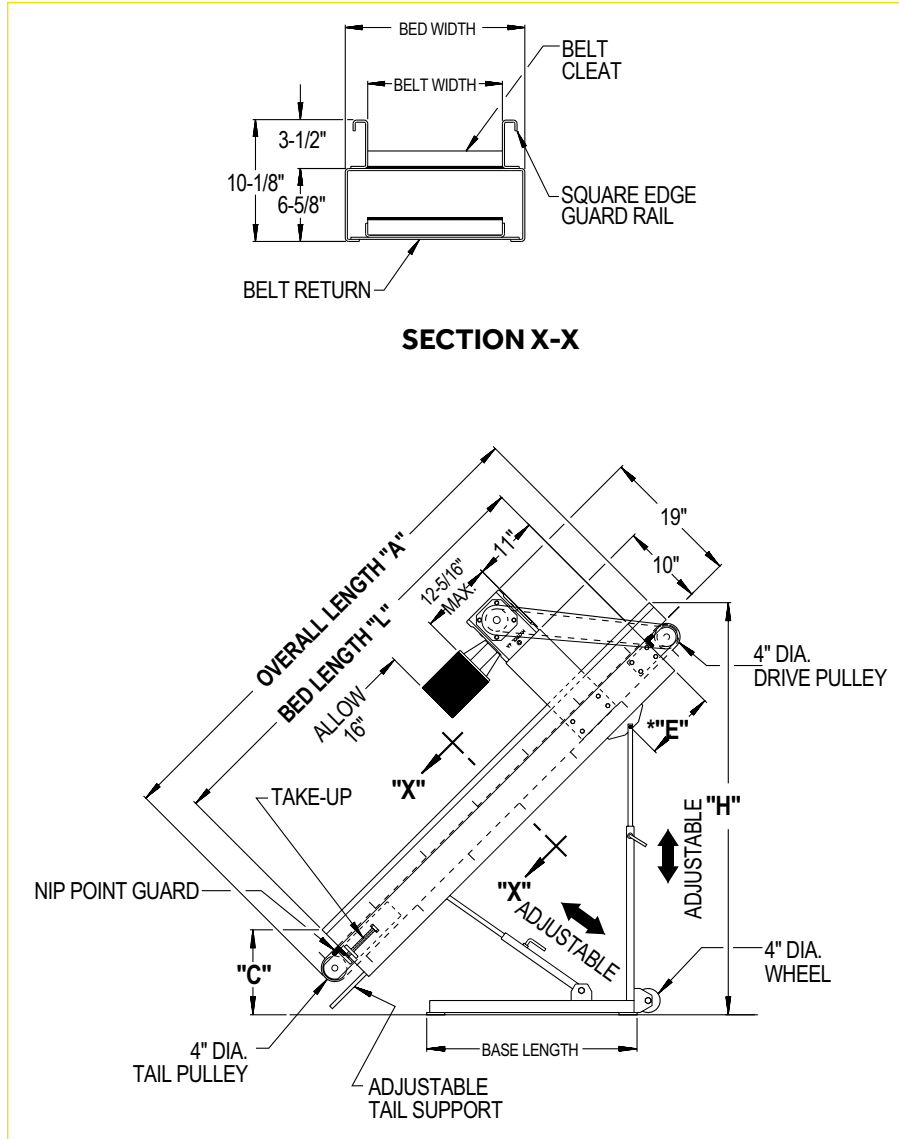 BED WIDTH
BELT
CLEAT
BELT WIDTH
3-1/2"
10-1/8"
6-5/8"
SQUARE EDGE
GUARD RAIL
BELT RETURN
SECTION X-X
OVERALL LENGTH "A"
BED LENGTH "L"
ALLOW
16"
12-5/16"
MAX.
11"
19"
10"
4" DIA.
DRIVE PULLEY
*"E"
"X"
TAKE-UP
"H"
ADJUSTABLE
NIP POINT GUARD
"X"
ADJUSTABLE
"C"
4" DIA.
WHEEL
BASE LENGTH
4" DIA.
TAIL PULLEY
ADJUSTABLE
TAIL SUPPORT